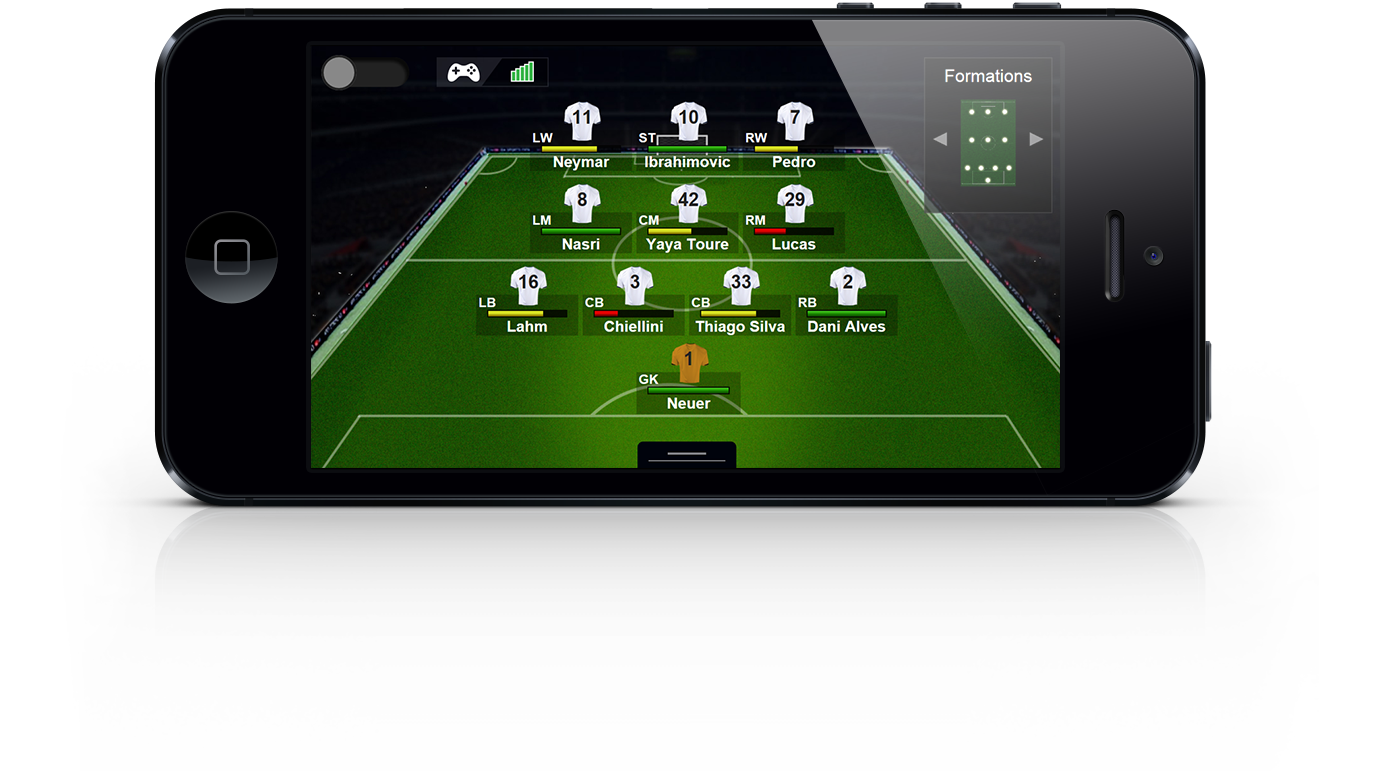 Formations
11 10 7
LW ST RW
Neymar Ibrahimovic Pedro
8 42 29
LM CM RM
Nasri Yaya Toure Lucas
16 3 33 2
LB CB CB RB
Lahm Chiellini Thiago Silva Dani Alves
1
GK
Neuer